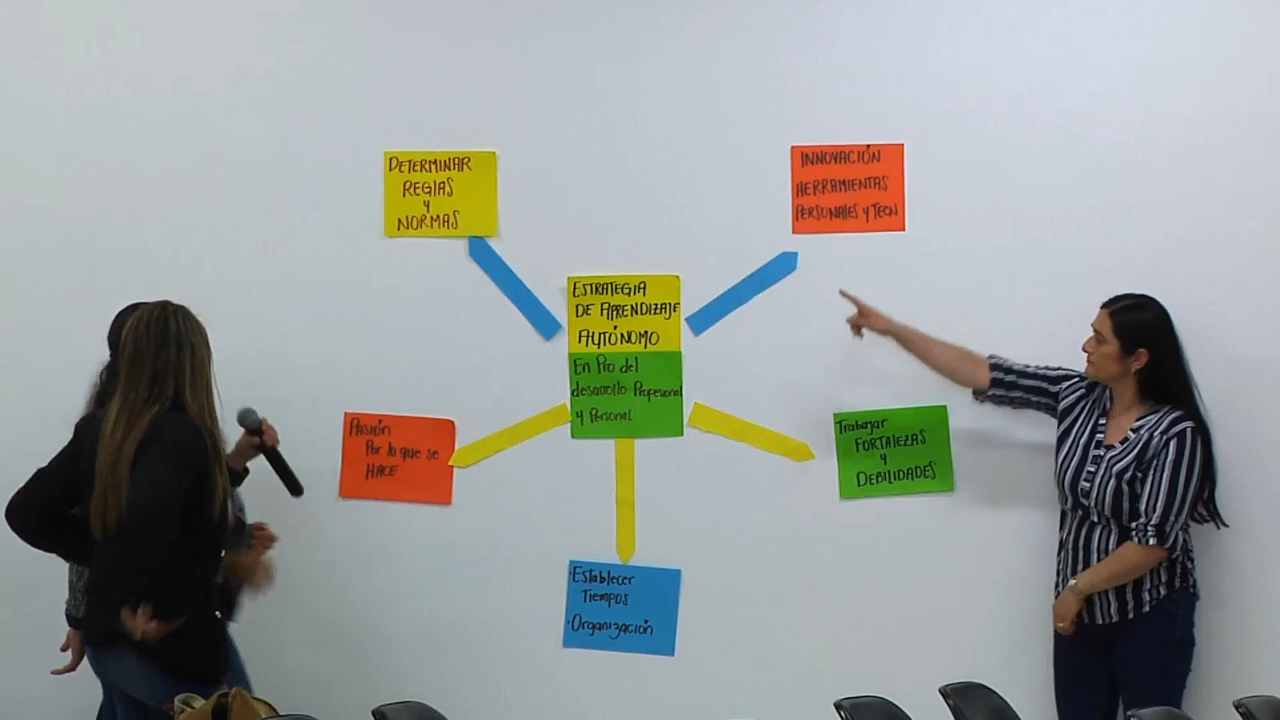 DETERMINAR
REGlAS
y
NORMAS
INNOVACIÓN
HERRAMIENTAS
PERSONALES y TECN
ESTRATEGIA
DE APRENDIZAJE
AUTÓNOMO
En Pro del
desarrollo Profesional
y Personal
PASIÓN
Por lo que se
HACE
Trabajar
FORTALEZAS
y
DEBILIDADES
·Establecer
Tiempos
·Organización